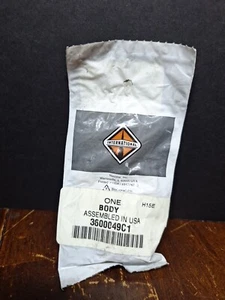 INTERNATIONAL
ONE
H15E
BODY
ASSEMBLED IN USA
3600049C1